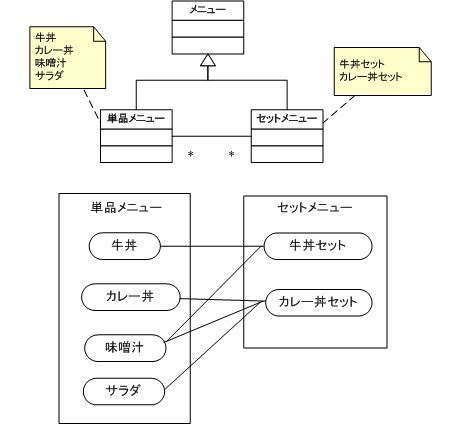 メニュー
牛丼
カレー丼
味噌汁
サラダ
牛丼セット
カレー丼セット
単品メニュー
セットメニュー
* *
単品メニュー
セットメニュー
牛丼
牛丼セット
カレー丼
カレー丼セット
味噌汁
サラダ